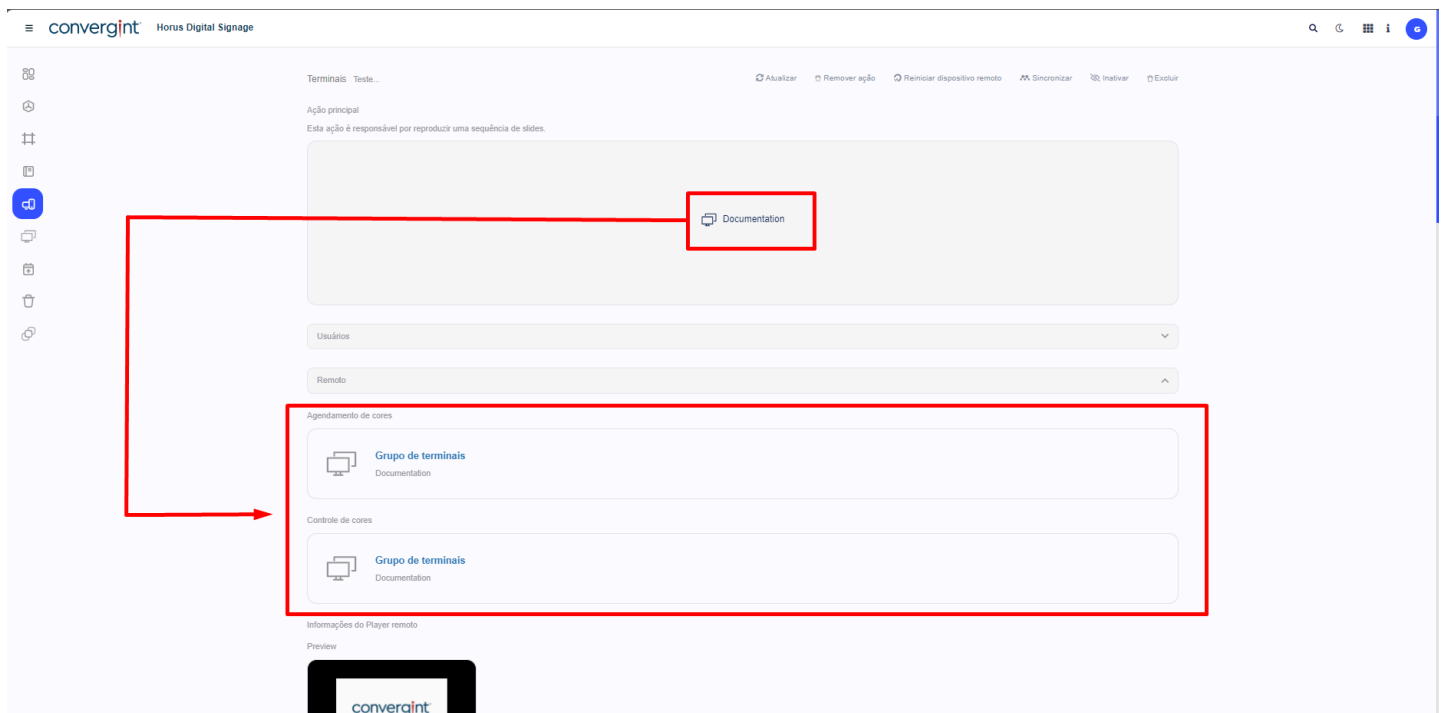 convergint Horus Digital Signage i G
Terminais Teste... Atualizar Remover ação Reiniciar dispositivo remoto Sincronizar Inativar Excluir
Ação principal
Esta ação é responsável por reproduzir uma sequência de slides.
Documentation
Usuários
Remoto
Agendamento de cores
Grupo de terminais
Documentation
Controle de cores
Grupo de terminais
Documentation
Informações do Player remoto
Preview
convergint